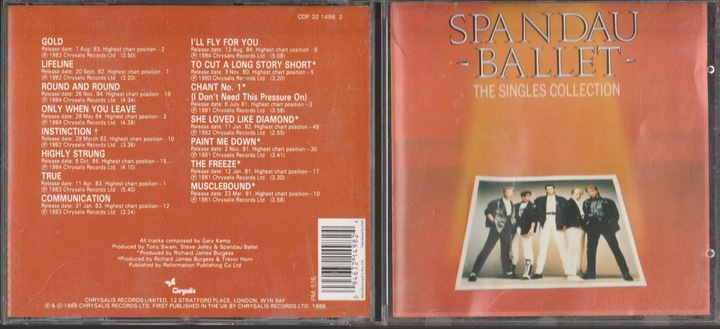 CDP 32 1498 2
GOLD
Release date: 1 Aug. 83. Highest chart position – 2
Ⓟ 1983 Chrysalis Records Ltd (3.50)
LIFELINE
Release date: 20 Sept. 82. Highest chart position – 7
Ⓟ 1982 Chrysalis Records Ltd (3.20)
ROUND AND ROUND
Release date: 26 Nov. 84. Highest chart position – 19
Ⓟ 1984 Chrysalis Records Ltd (4.34)
ONLY WHEN YOU LEAVE
Release date: 28 May 84. Highest chart position – 3
Ⓟ 1984 Chrysalis Records Ltd (4.38)
INSTINCTION †
Release date: 29 March 82. Highest chart position – 10
Ⓟ 1982 Chrysalis Records Ltd (3.36)
HIGHLY STRUNG
Release date: 8 Oct. 84. Highest chart position – 15
Ⓟ 1984 Chrysalis Records Ltd (4.10)
TRUE
Release date: 11 Apr. 83. Highest chart position – 1
Ⓟ 1983 Chrysalis Records Ltd (5.40)
COMMUNICATION
Release date: 31 Jan. 83. Highest chart position – 12
Ⓟ 1983 Chrysalis Records Ltd (3.24)
I'LL FLY FOR YOU
Release date: 13 Aug. 84. Highest chart position – 9
Ⓟ 1984 Chrysalis Records Ltd (5.08)
TO CUT A LONG STORY SHORT*
Release date: 3 Nov. 80. Highest chart position – 5
Ⓟ 1980 Chrysalis Records Ltd (3.20)
CHANT No. 1*
(I Don't Need This Pressure On)
Release date: 6 July 81. Highest chart position – 3
Ⓟ 1981 Chrysalis Records Ltd
SHE LOVED LIKE DIAMOND*
Release date: 11 Jan. 82. Highest chart position – 49
Ⓟ 1982 Chrysalis Records Ltd (2.55)
PAINT ME DOWN*
Release date: 2 Nov. 81. Highest chart position – 30
Ⓟ 1981 Chrysalis Records Ltd (3.41)
THE FREEZE*
Release date: 12 Jan. 81. Highest chart position – 17
Ⓟ 1981 Chrysalis Records Ltd (3.30)
MUSCLEBOUND*
Release date: 23 Mar. 81. Highest chart position – 10
Ⓟ 1981 Chrysalis Records Ltd (3.58)
All tracks composed by Gary Kemp
Produced by Tony Swain, Steve Jolley & Spandau Ballet
*Produced by Richard James Burgess
†Produced by Richard James Burgess & Trevor Horn
Published by Reformation Publishing Co Ltd
Chrysalis
PM: 515
CHRYSALIS RECORDS LIMITED, 12 STRATFORD PLACE, LONDON, W1N 9AF
Ⓟ & © 1985 CHRYSALIS RECORDS LTD. FIRST PUBLISHED IN THE UK BY CHRYSALIS RECORDS LTD. 1986
SPANDAU
- BALLET -
THE SINGLES COLLECTION